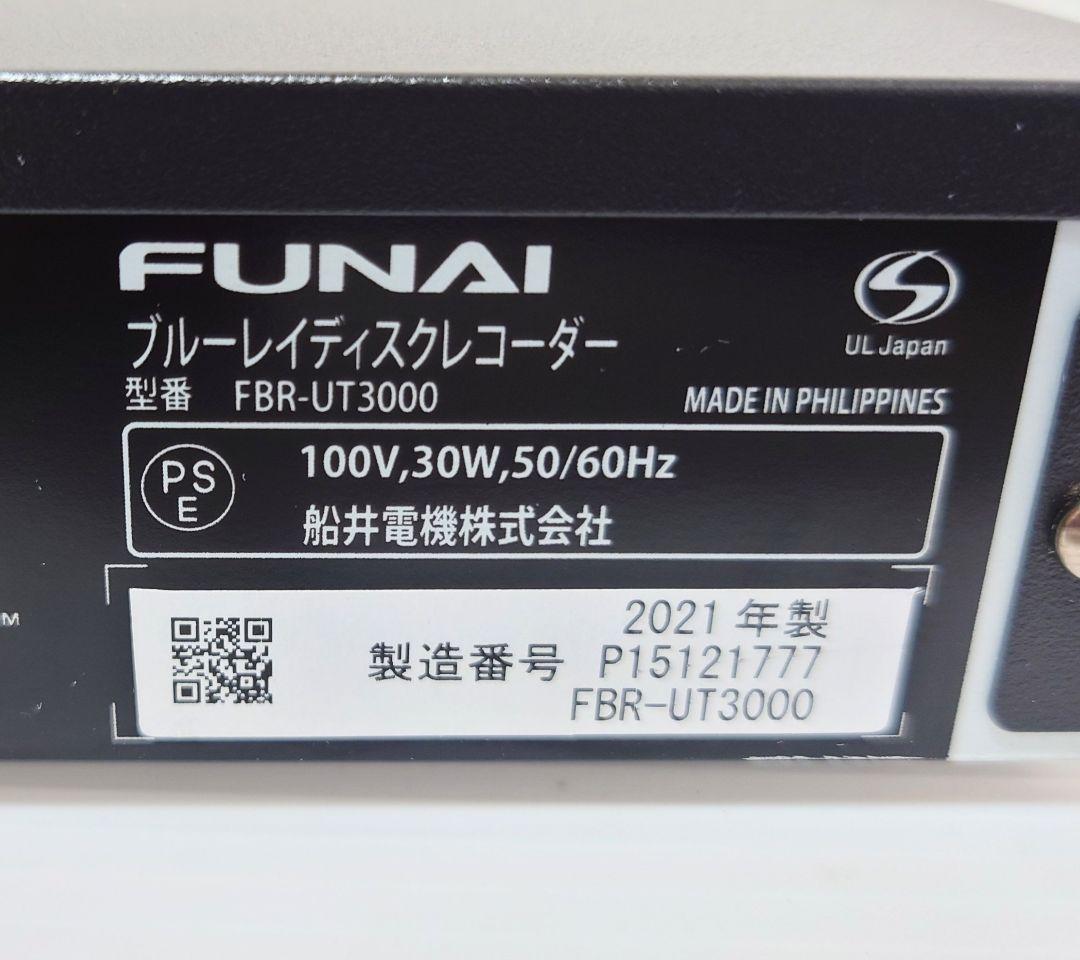 FUNAI
ブルーレイディスクレコーダー
型番 FBR-UT3000
UL Japan
MADE IN PHILIPPINES
PS
E
100V,30W,50/60Hz
船井電機株式会社
TM
2021 年製
製造番号 P15121777
FBR-UT3000